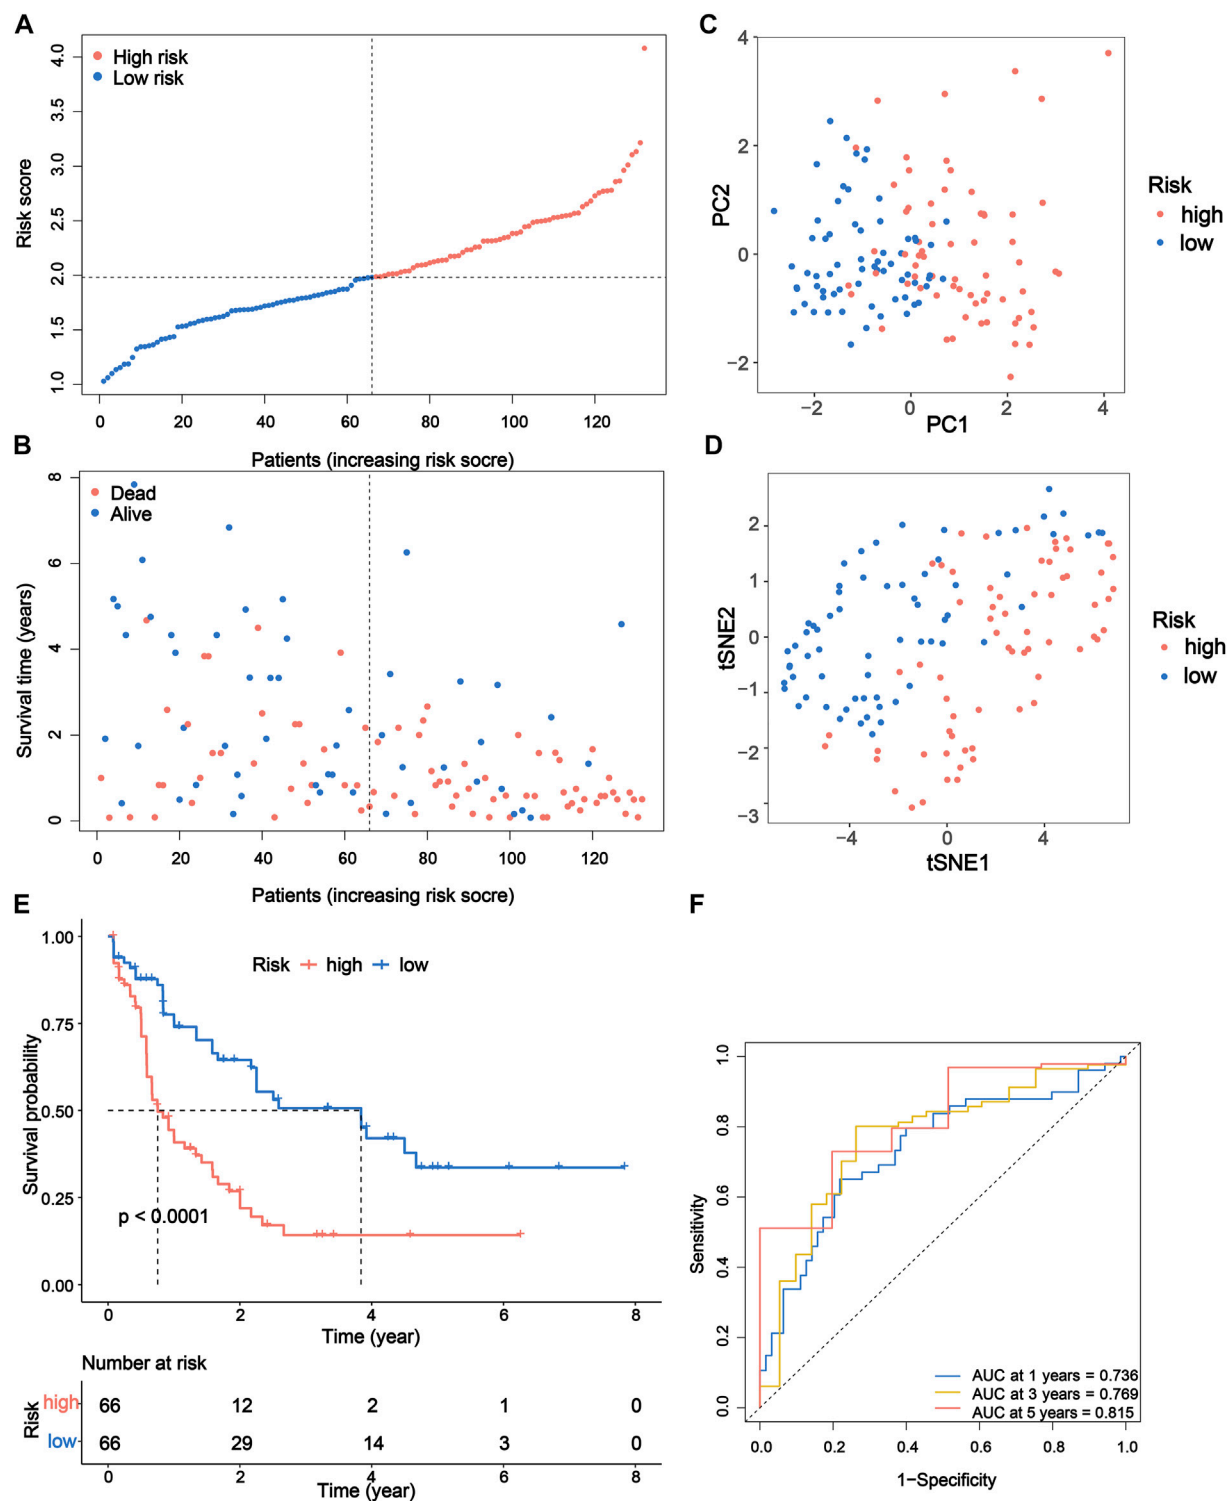 A
High risk
Low risk
Risk score
4.0
3.5
3.0
2.5
2.0
1.5
1.0
0 20 40 60 80 100 120
Patients (increasing risk socre)
B
Dead
Alive
Survival time (years)
8
6
4
2
0
0 20 40 60 80 100 120
Patients (increasing risk socre)
C
PC2
4
2
0
−2
−2 0 2 4
PC1
Risk
high
low
D
tSNE2
2
1
0
−1
−2
−3
−4 0 4
tSNE1
Risk
high
low
E
Survival probability
1.00
0.75
0.50
0.25
0.00
Risk high low
p < 0.0001
0 2 4 6 8
Time (year)
Number at risk
Risk
high 66 12 2 1 0
low 66 29 14 3 0
0 2 4 6 8
Time (year)
F
Sensitivity
1.0
0.8
0.6
0.4
0.2
0.0
AUC at 1 years = 0.736
AUC at 3 years = 0.769
AUC at 5 years = 0.815
0.0 0.2 0.4 0.6 0.8 1.0
1−Specificity